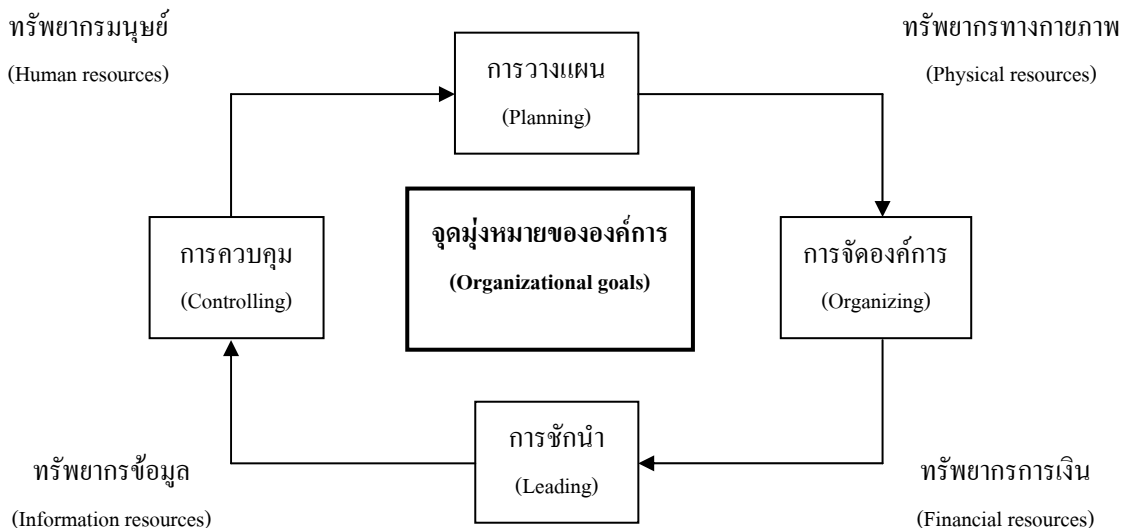 ทรัพยากรมนุษย์
(Human resources)
ทรัพยากรทางกายภาพ
(Physical resources)
การวางแผน
(Planning)
จุดมุ่งหมายขององค์การ
(Organizational goals)
การควบคุม
(Controlling)
การจัดองค์การ
(Organizing)
การชักนำ
(Leading)
ทรัพยากรข้อมูล
(Information resources)
ทรัพยากรการเงิน
(Financial resources)